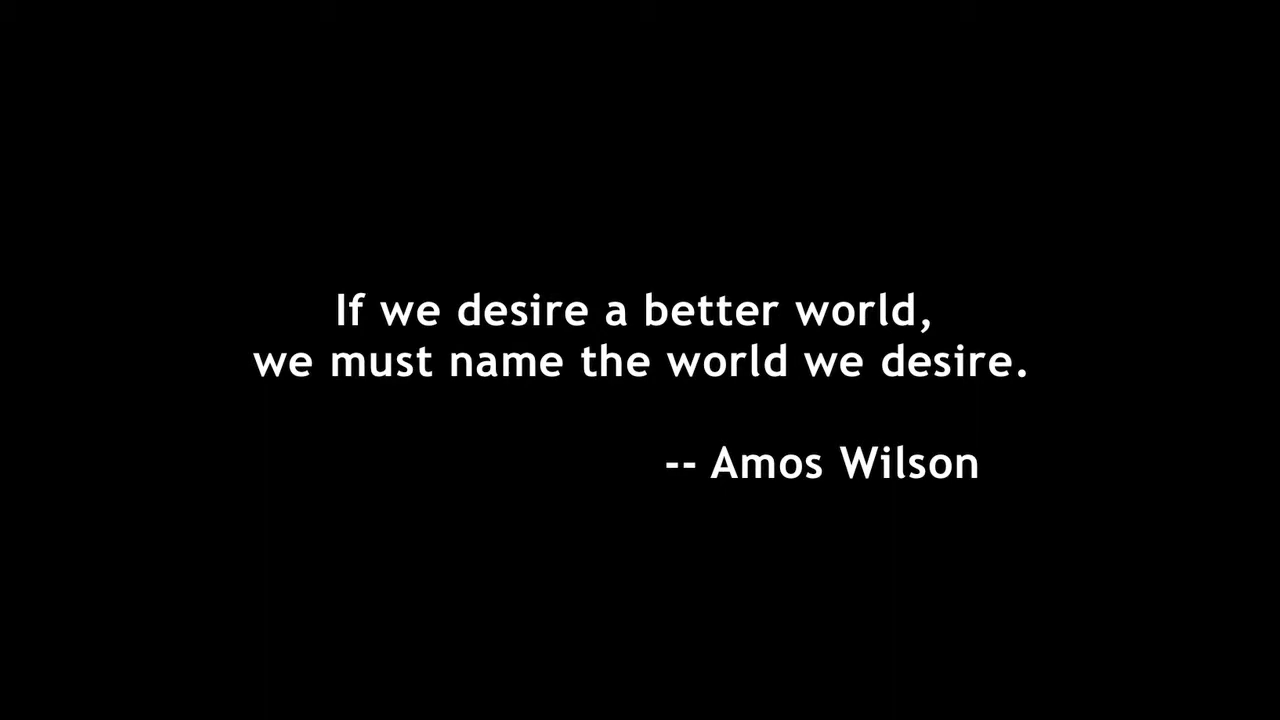 If we desire a better world,
we must name the world we desire.
-- Amos Wilson